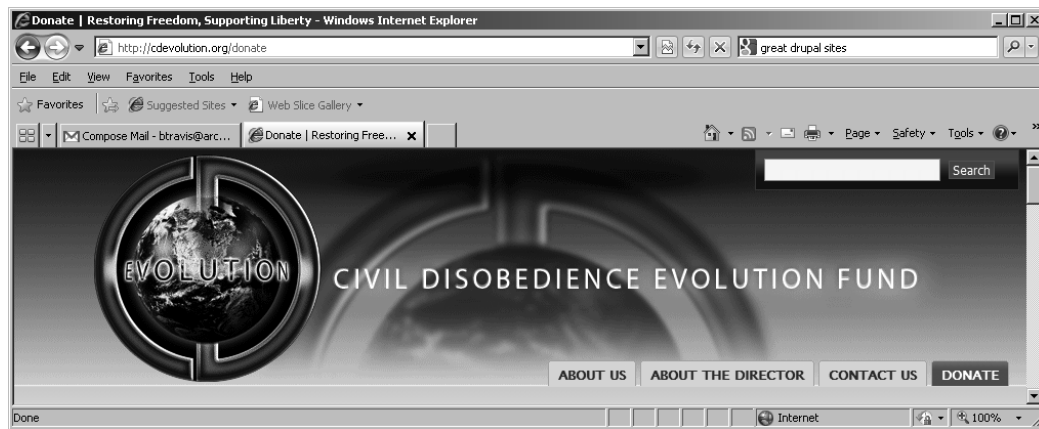 Donate | Restoring Freedom, Supporting Liberty - Windows Internet Explorer
http://cdevolution.org/donate great drupal sites
File Edit View Favorites Tools Help
Favorites Suggested Sites Web Slice Gallery
Compose Mail - btravis@arc... Donate | Restoring Free... Page Safety Tools »
Search
EVOLUTION
CIVIL DISOBEDIENCE EVOLUTION FUND
ABOUT US ABOUT THE DIRECTOR CONTACT US DONATE
Done Internet 100%